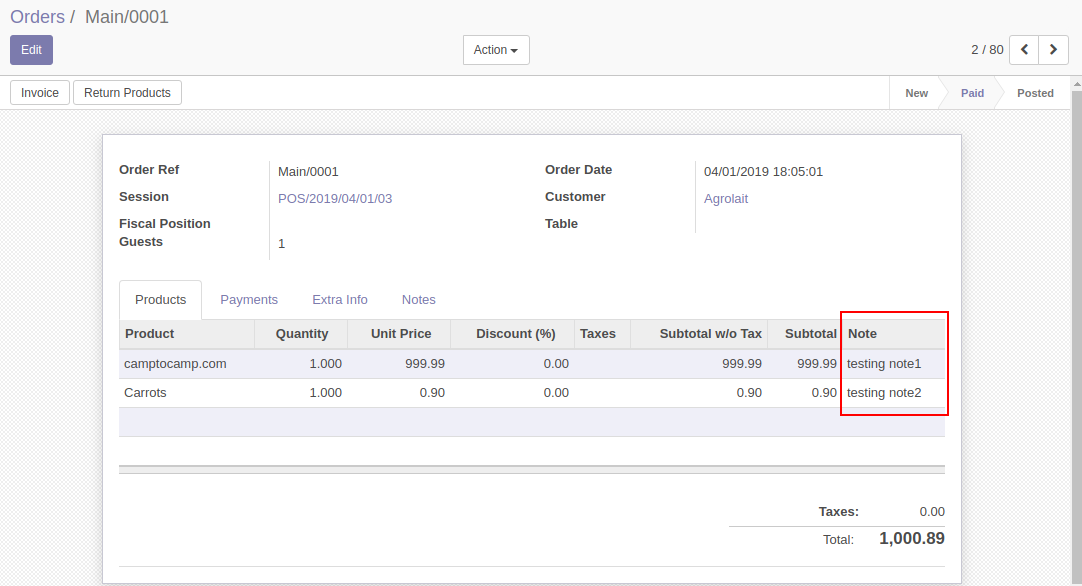 Orders / Main/0001
Edit Action 2 / 80
Invoice Return Products New Paid Posted
Order Ref Main/0001 Order Date 04/01/2019 18:05:01
Session POS/2019/04/01/03 Customer Agrolait
Fiscal Position Table
Guests 1
Products Payments Extra Info Notes
Product Quantity Unit Price Discount (%) Taxes Subtotal w/o Tax Subtotal Note
camptocamp.com 1.000 999.99 0.00 999.99 999.99 testing note1
Carrots 1.000 0.90 0.00 0.90 0.90 testing note2
Taxes: 0.00
Total: 1,000.89